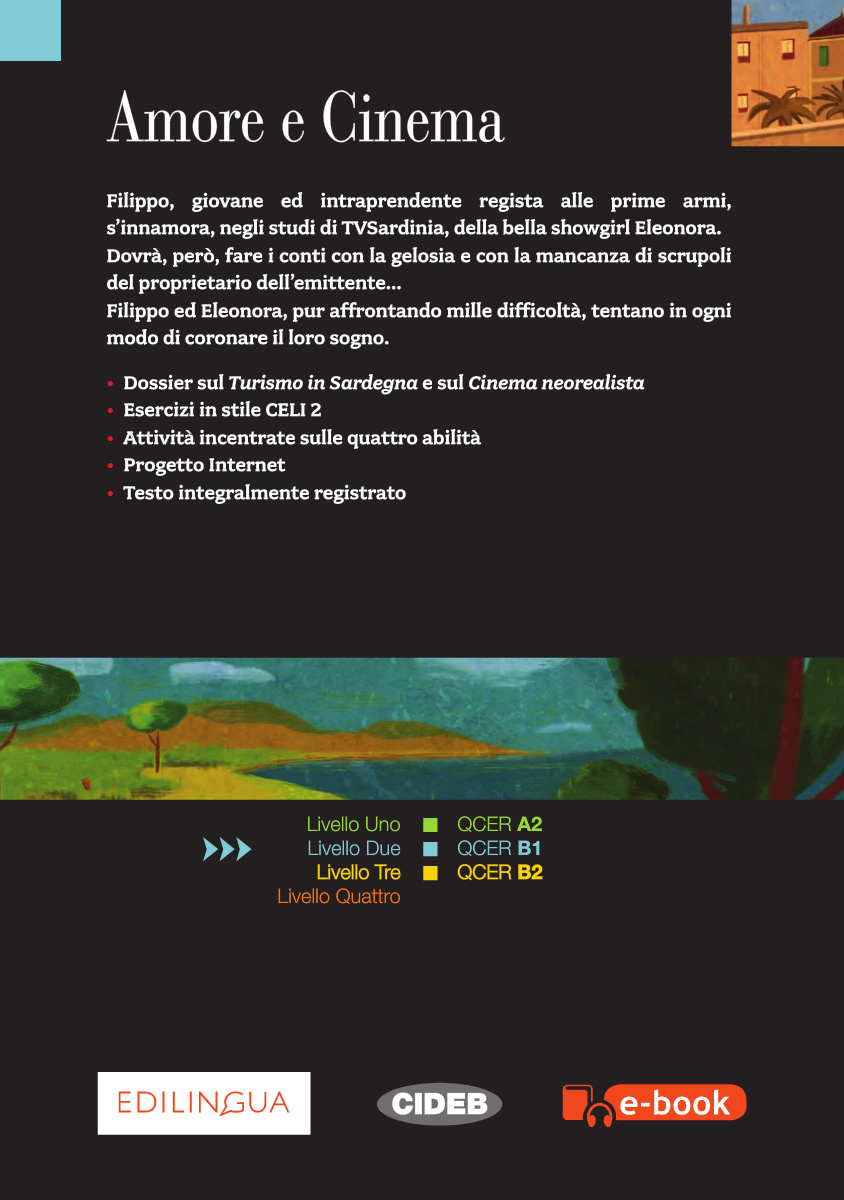 Amore e Cinema
Filippo, giovane ed intraprendente regista alle prime armi,
s'innamora, negli studi di TVSardinia, della bella showgirl Eleonora.
Dovrà, però, fare i conti con la gelosia e con la mancanza di scrupoli
del proprietario dell'emittente...
Filippo ed Eleonora, pur affrontando mille difficoltà, tentano in ogni
modo di coronare il loro sogno.
• Dossier sul Turismo in Sardegna e sul Cinema neorealista
• Esercizi in stile CELI 2
• Attività incentrate sulle quattro abilità
• Progetto Internet
• Testo integralmente registrato
Livello Uno ■ QCER A2
Livello Due ■ QCER B1
Livello Tre ■ QCER B2
Livello Quattro
EDILINGUA
CIDEB
e-book